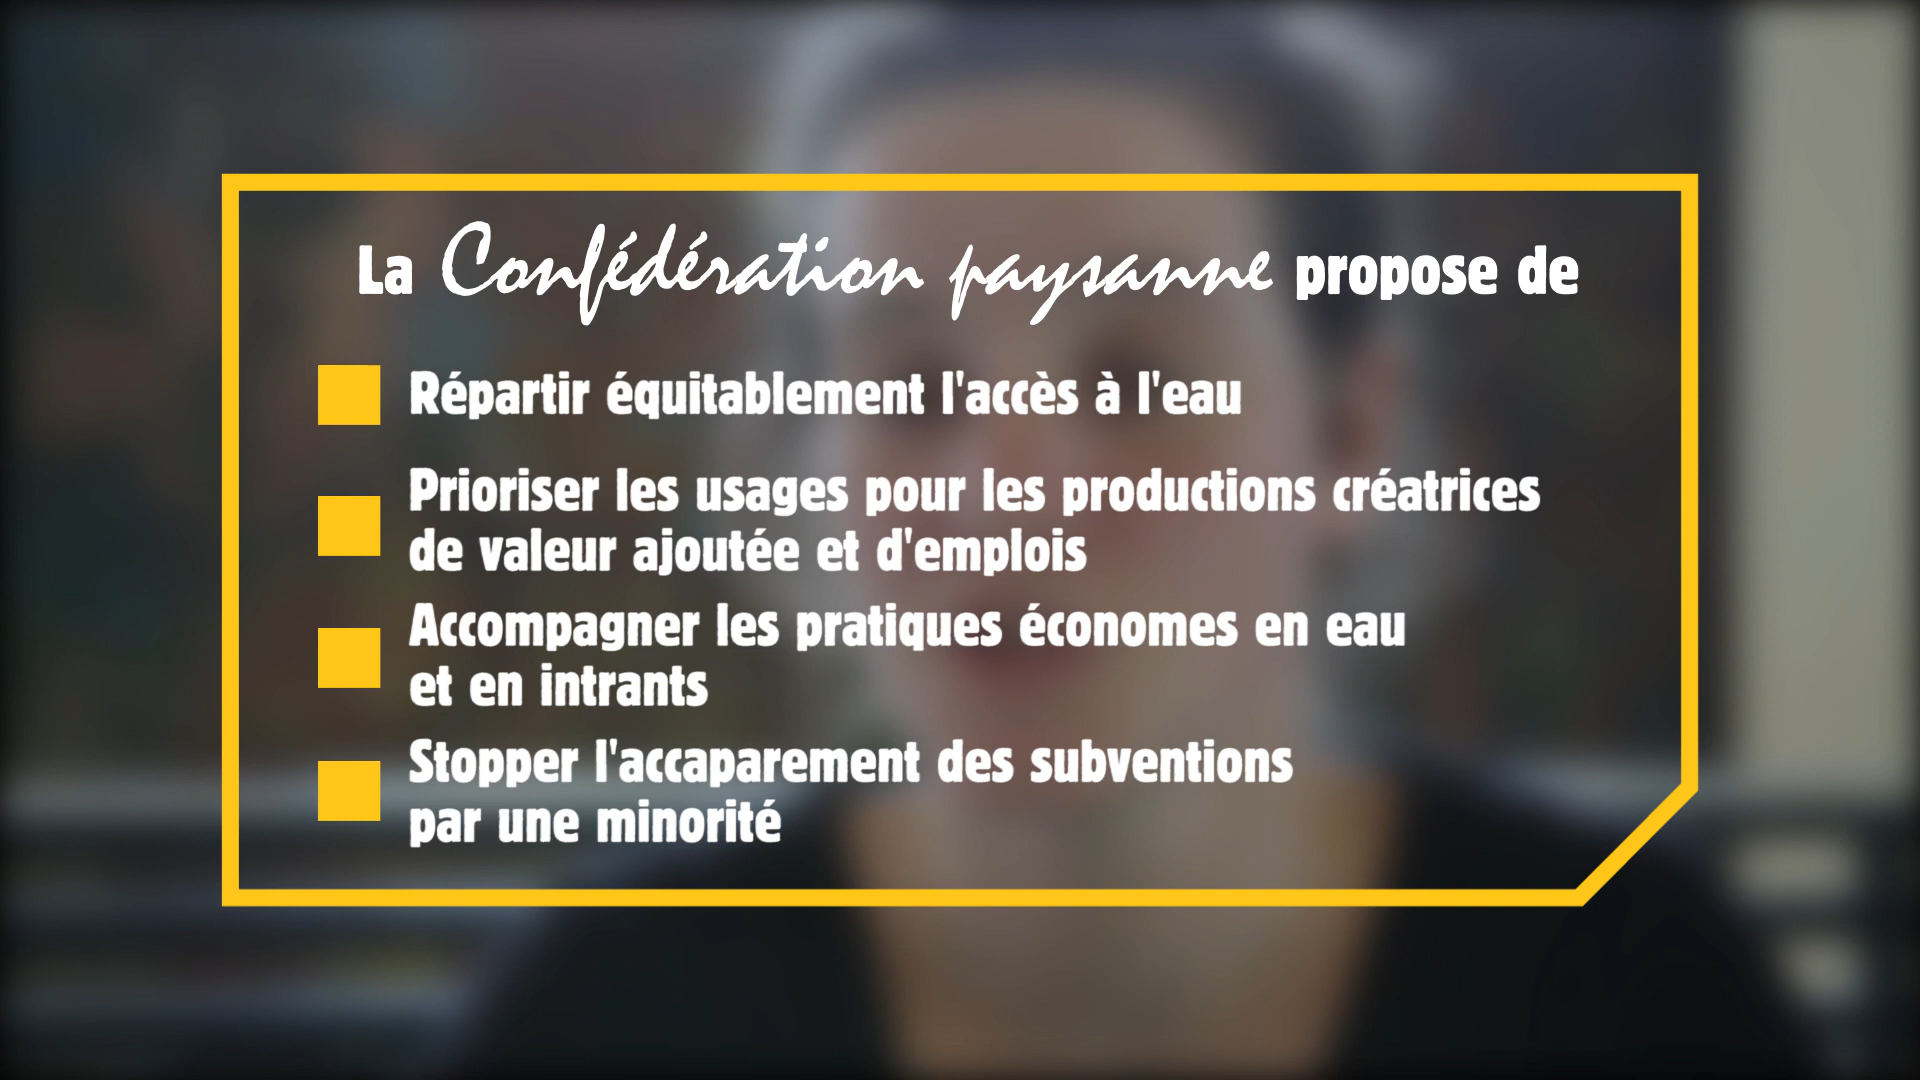 La Confédération paysanne propose de
Répartir équitablement l'accès à l'eau
Prioriser les usages pour les productions créatrices
de valeur ajoutée et d'emplois
Accompagner les pratiques économes en eau
et en intrants
Stopper l'accaparement des subventions
par une minorité